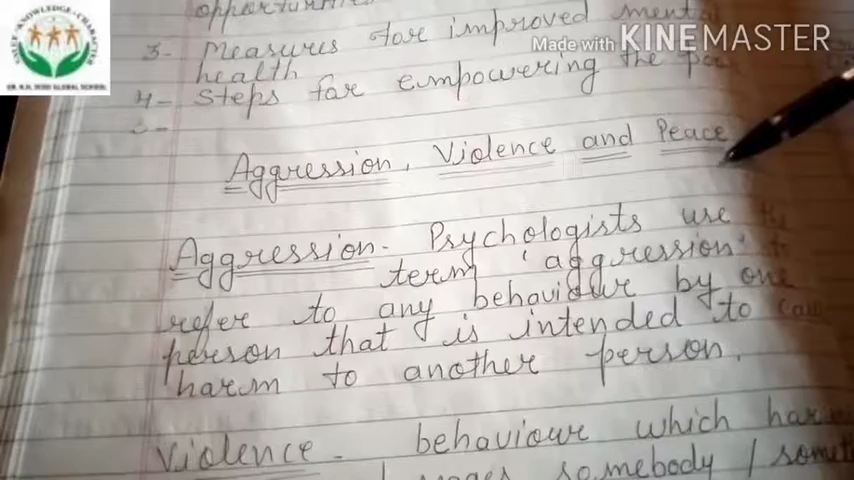 3- Measures for improved
Made with KINEMASTER
health
4- Steps for empowering the
Aggression, Violence and Peace
Aggression- Psychologists use
term 'aggression'
refer to any behaviour by one
person that is intended to
harm to another person.
Violence- behaviour which
somebody /